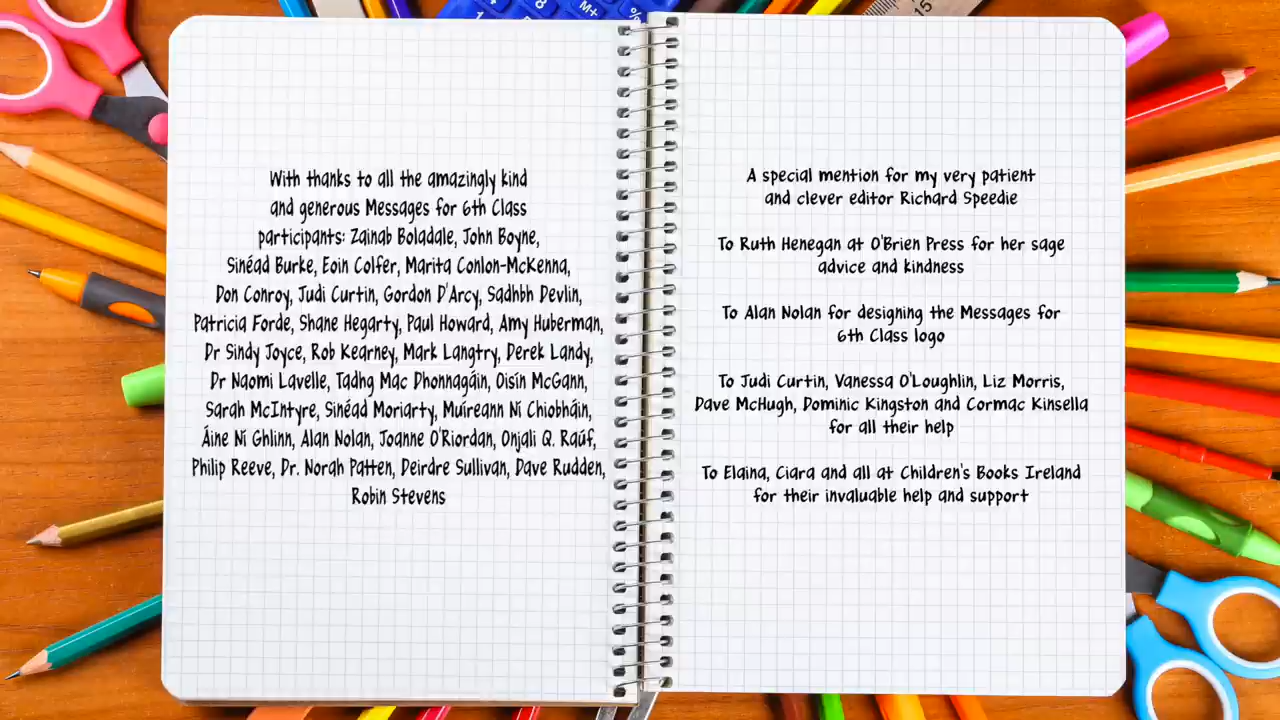 With thanks to all the amazingly kind
and generous Messages for 6th Class
participants: Zainab Boladale, John Boyne,
Sinéad Burke, Eoin Colfer, Marita Conlon-McKenna,
Don Conroy, Judi Curtin, Gordon D'Arcy, Sadhbh Devlin,
Patricia Forde, Shane Hegarty, Paul Howard, Amy Huberman,
Dr Sindy Joyce, Rob Kearney, Mark Langtry, Derek Landy,
Dr Naomi Lavelle, Tadhg Mac Dhonnagáin, Oisín McGann,
Sarah McIntyre, Sinéad Moriarty, Muireann Ní Chiobháin,
Áine Ní Ghlinn, Alan Nolan, Joanne O'Riordan, Onjali Q. Raúf,
Philip Reeve, Dr. Norah Patten, Deirdre Sullivan, Dave Rudden,
Robin Stevens
A special mention for my very patient
and clever editor Richard Speedie
To Ruth Henegan at O'Brien Press for her sage
advice and kindness
To Alan Nolan for designing the Messages for
6th Class logo
To Judi Curtin, Vanessa O'Loughlin, Liz Morris,
Dave McHugh, Dominic Kingston and Cormac Kinsella
for all their help
To Elaina, Ciara and all at Children's Books Ireland
for their invaluable help and support
M+
%
15